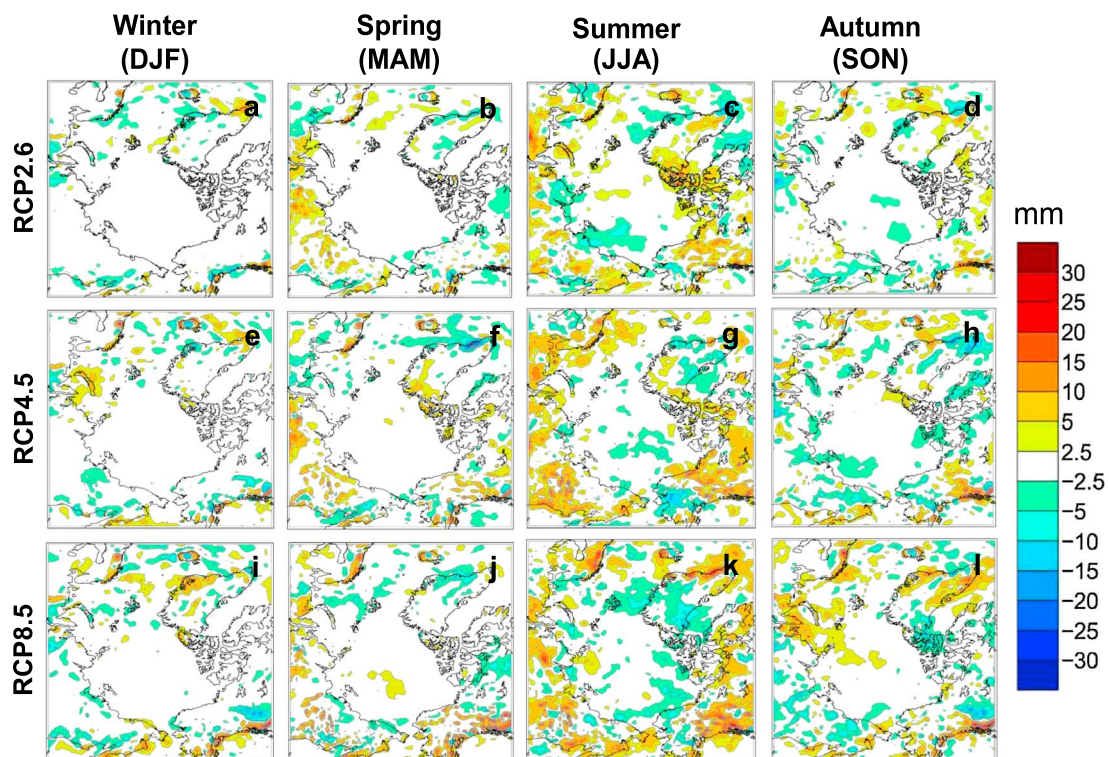 Winter
(DJF)
Spring
(MAM)
Summer
(JJA)
Autumn
(SON)
RCP2.6
a
b
c
d
RCP4.5
e
f
g
h
RCP8.5
i
j
k
l
mm
30
25
20
15
10
5
2.5
−2.5
−5
−10
−15
−20
−25
−30